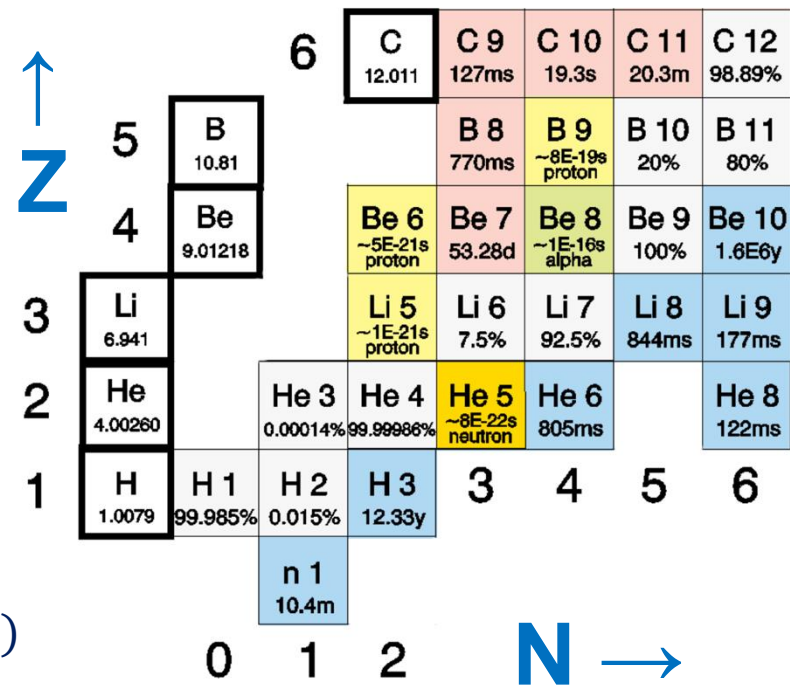 ↑
Z
6 C C 9 C 10 C 11 C 12
12.011 127ms 19.3s 20.3m 98.89%
5 B B 8 B 9 B 10 B 11
10.81 770ms ~8E-19s 20% 80%
proton
4 Be Be 6 Be 7 Be 8 Be 9 Be 10
9.01218 ~5E-21s 53.28d ~1E-16s 100% 1.6E6y
proton alpha
3 Li Li 5 Li 6 Li 7 Li 8 Li 9
6.941 ~1E-21s 7.5% 92.5% 844ms 177ms
proton
2 He He 3 He 4 He 5 He 6 He 8
4.00260 0.00014% 99.99986% ~8E-22s 805ms 122ms
neutron
1 H H 1 H 2 H 3 3 4 5 6
1.0079 99.985% 0.015% 12.33y
n 1
10.4m
)
0 1 2 N →